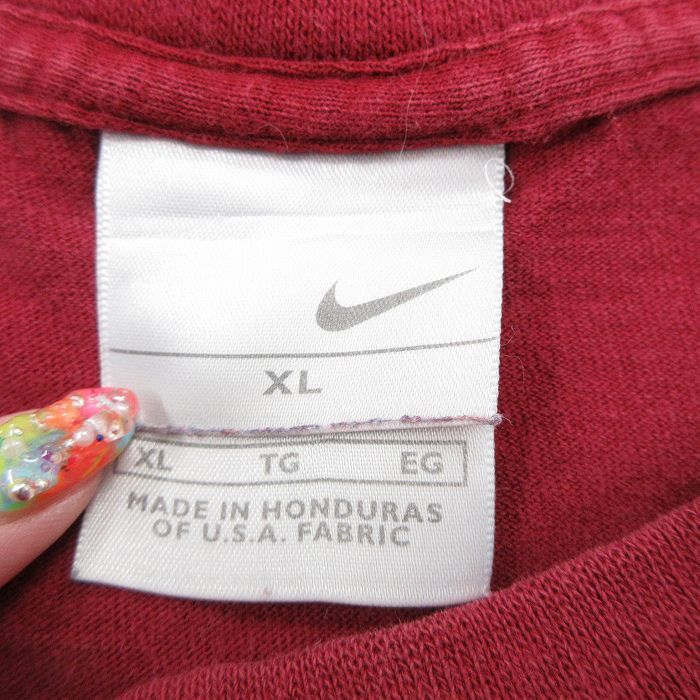 XL
XL TG EG
MADE IN HONDURAS
OF U.S.A. FABRIC